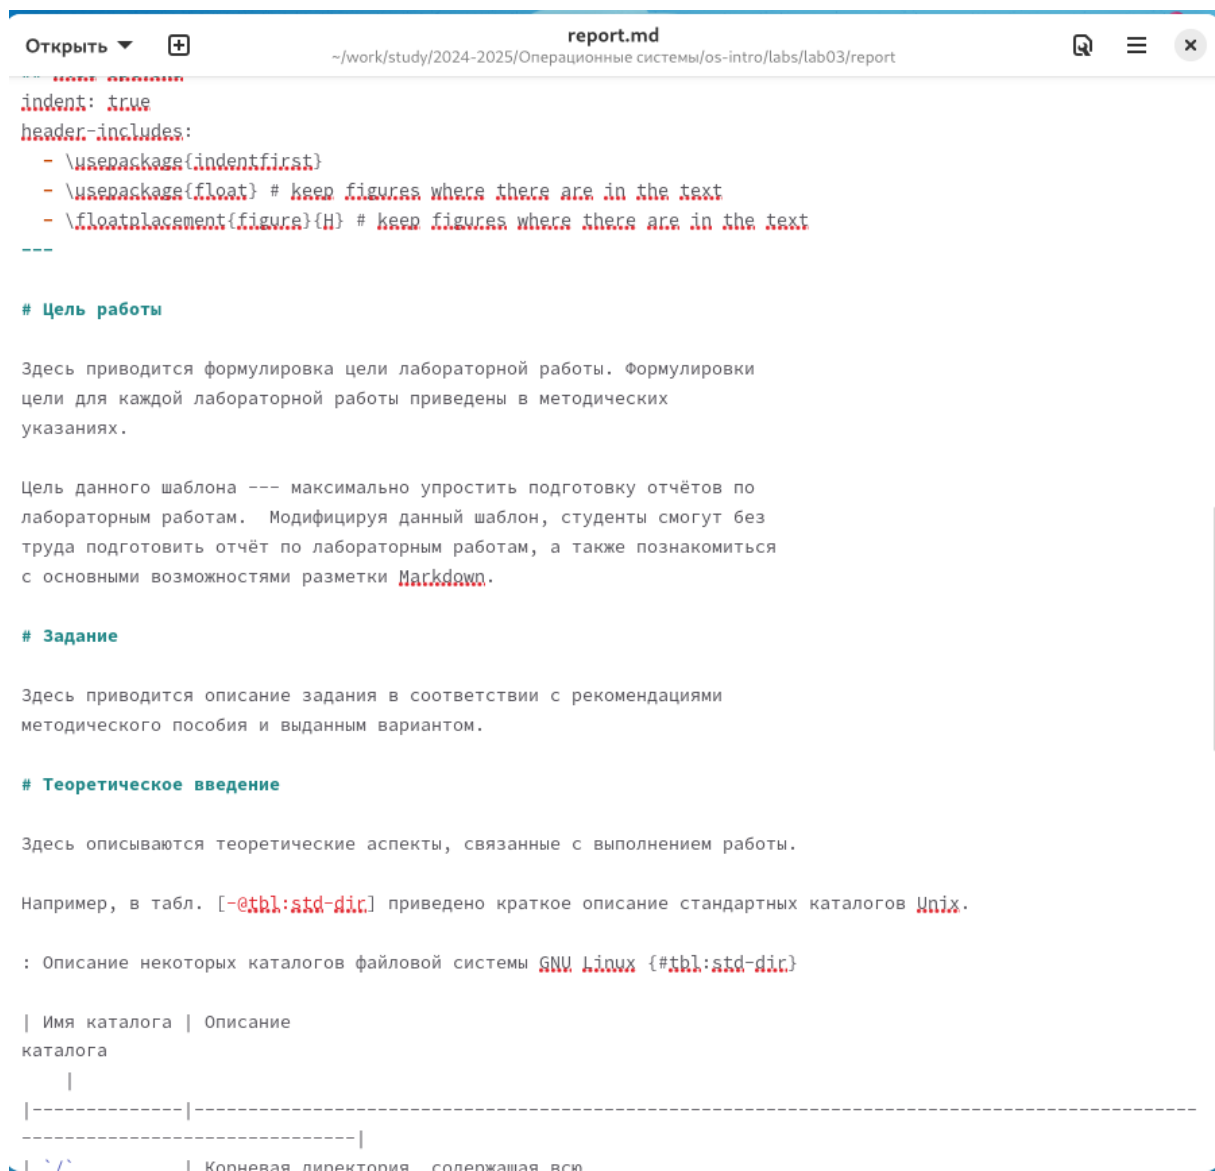 Открыть
report.md
~/work/study/2024-2025/Операционные системы/os-intro/labs/lab03/report
indent: true
header-includes:
  - \usepackage{indentfirst}
  - \usepackage{float} # keep figures where there are in the text
  - \floatplacement{figure}{H} # keep figures where there are in the text
---
# Цель работы
Здесь приводится формулировка цели лабораторной работы. Формулировки
цели для каждой лабораторной работы приведены в методических
указаниях.
Цель данного шаблона --- максимально упростить подготовку отчётов по
лабораторным работам.  Модифицируя данный шаблон, студенты смогут без
труда подготовить отчёт по лабораторным работам, а также познакомиться
с основными возможностями разметки Markdown.
# Задание
Здесь приводится описание задания в соответствии с рекомендациями
методического пособия и выданным вариантом.
# Теоретическое введение
Здесь описываются теоретические аспекты, связанные с выполнением работы.
Например, в табл. [-@tbl:std-dir] приведено краткое описание стандартных каталогов Unix.
: Описание некоторых каталогов файловой системы GNU Linux {#tbl:std-dir}
| Имя каталога | Описание
каталога
    |
|--------------|---------------------------------------------------------------------------------------------
-------------------------------|
| `/`          | Корневая директория, содержащая всю